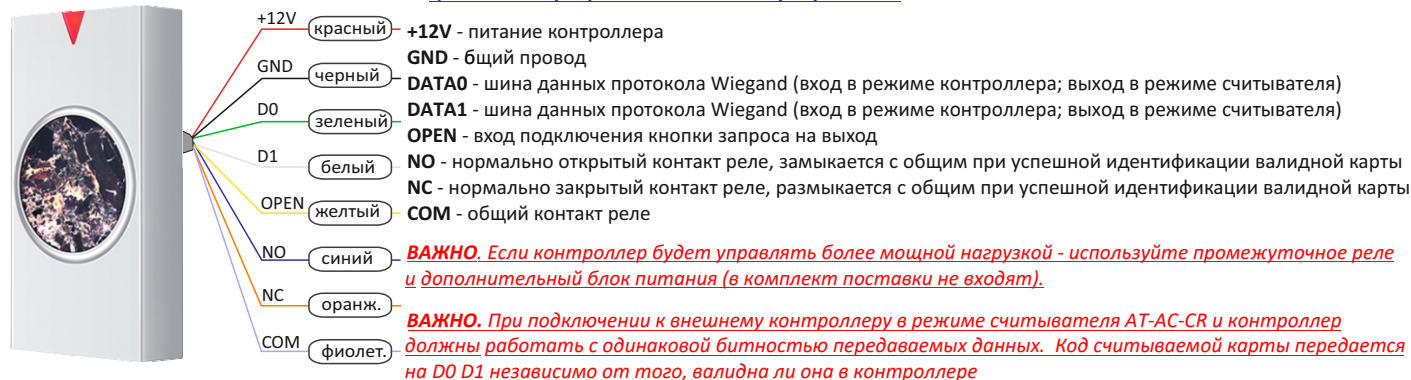 +12V красный +12V - питание контроллера
GND черный GND - бщий провод
DATA0 - шина данных протокола Wiegand (вход в режиме контроллера; выход в режиме считывателя)
D0 зеленый DATA1 - шина данных протокола Wiegand (вход в режиме контроллера; выход в режиме считывателя)
OPEN - вход подключения кнопки запроса на выход
D1 белый NO - нормально открытый контакт реле, замыкается с общим при успешной идентификации валидной карты
NC - нормально закрытый контакт реле, размыкается с общим при успешной идентификации валидной карты
OPEN желтый COM - общий контакт реле
NO синий ВАЖНО. Если контроллер будет управлять более мощной нагрузкой - используйте промежуточное реле
и дополнительный блок питания (в комплект поставки не входят).
NC оранж.
ВАЖНО. При подключении к внешнему контроллеру в режиме считывателя AT-AC-CR и контроллер
COM фиолет. должны работать с одинаковой битностью передаваемых данных. Код считываемой карты передается
на D0 D1 независимо от того, валидна ли она в контроллере